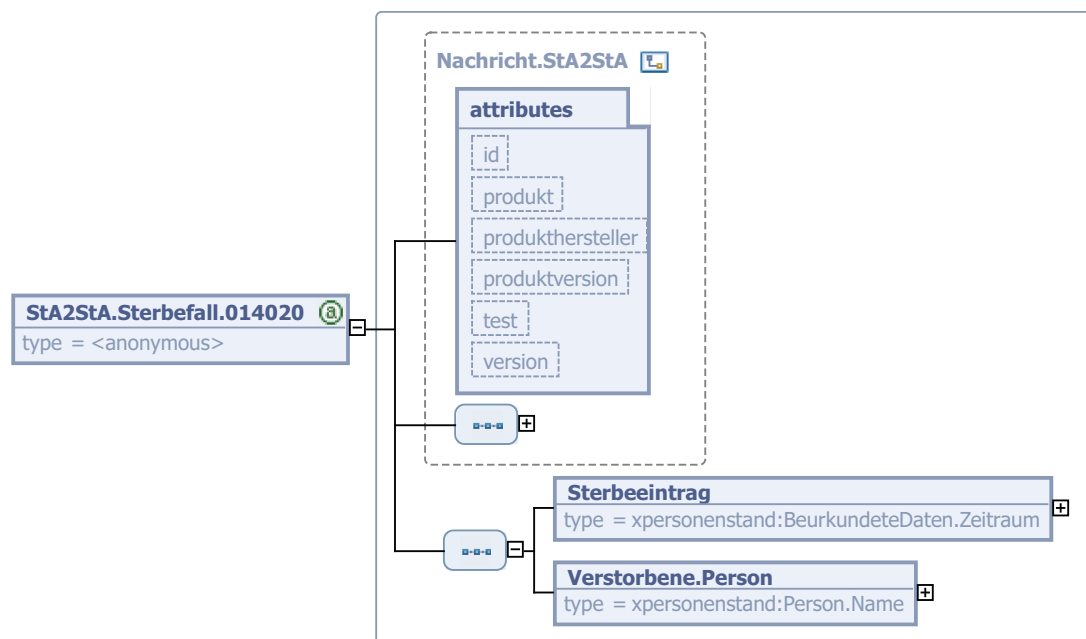 Nachricht.StA2StA
attributes
id
produkt
produkthersteller
produktversion
test
version
StA2StA.Sterbefall.014020 a
type = <anonymous>
Sterbeeintrag
type = xpersonenstand:BeurkundeteDaten.Zeitraum
Verstorbene.Person
type = xpersonenstand:Person.Name